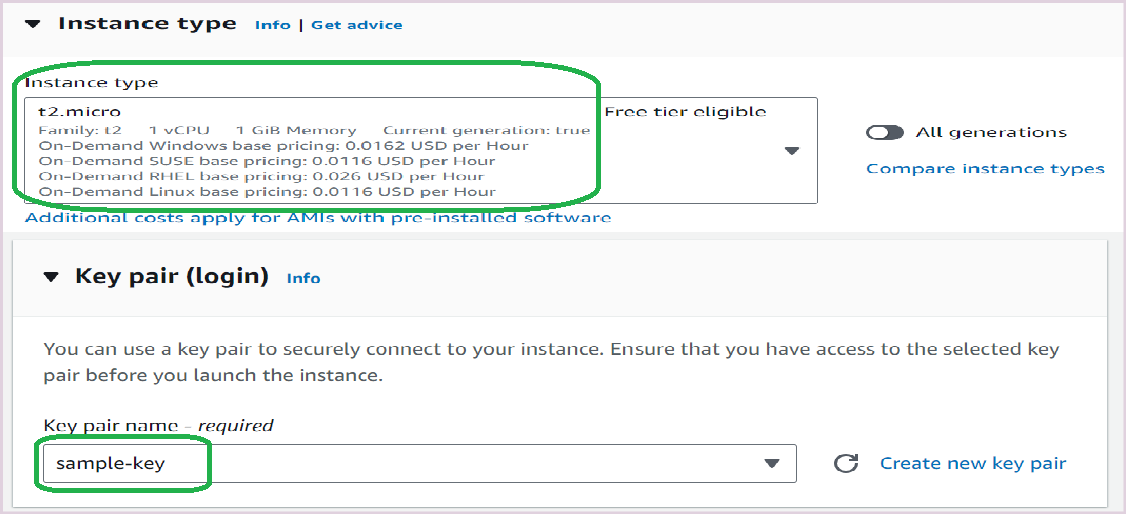 Instance type Info | Get advice
Instance type
t2.micro Free tier eligible
Family: t2 1 vCPU 1 GiB Memory Current generation: true
On-Demand Windows base pricing: 0.0162 USD per Hour
On-Demand SUSE base pricing: 0.0116 USD per Hour
On-Demand RHEL base pricing: 0.026 USD per Hour
On-Demand Linux base pricing: 0.0116 USD per Hour
All generations
Compare instance types
Additional costs apply for AMIs with pre-installed software
Key pair (login) Info
You can use a key pair to securely connect to your instance. Ensure that you have access to the selected key
pair before you launch the instance.
Key pair name - required
sample-key
Create new key pair